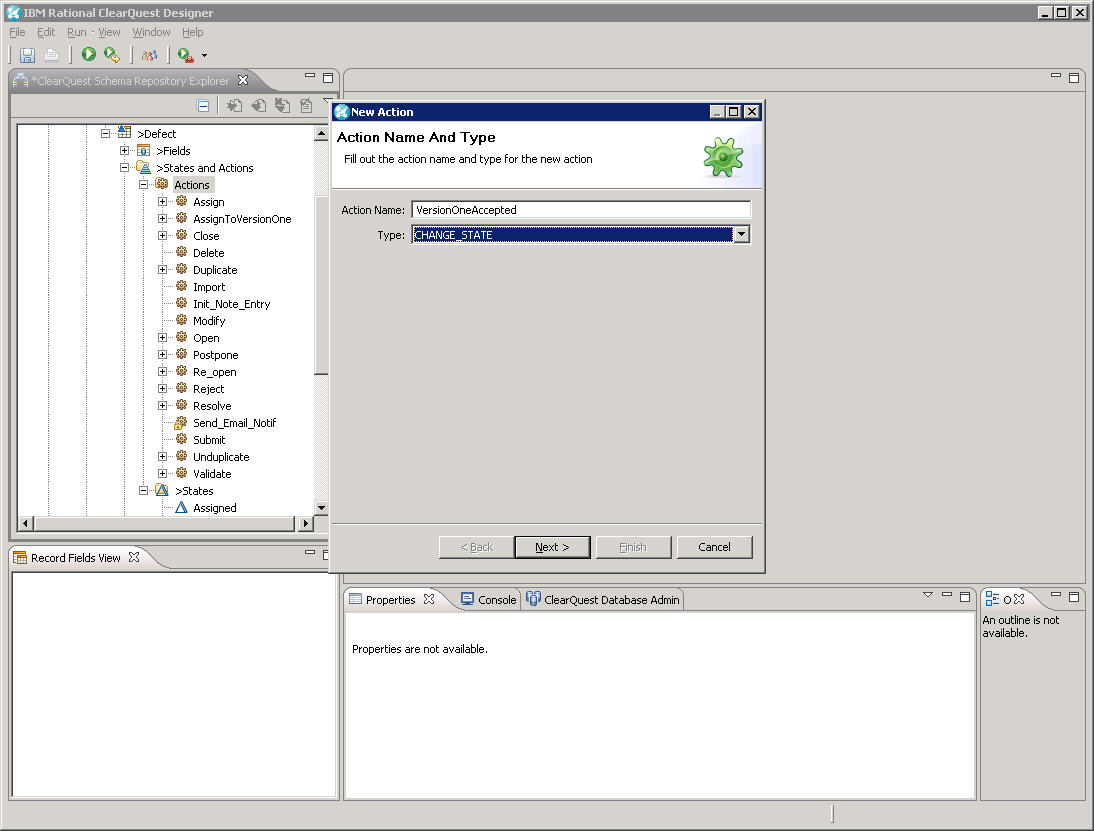 IBM Rational ClearQuest Designer
File Edit Run View Window Help
*ClearQuest Schema Repository Explorer
>Defect
>Fields
>States and Actions
Actions
Assign
AssignToVersionOne
Close
Delete
Duplicate
Import
Init_Note_Entry
Modify
Open
Postpone
Re_open
Reject
Resolve
Send_Email_Notif
Submit
Unduplicate
Validate
>States
Assigned
New Action
Action Name And Type
Fill out the action name and type for the new action
Action Name: VersionOneAccepted
Type: CHANGE_STATE
< Back Next > Finish Cancel
Record Fields View
Properties Console ClearQuest Database Admin
Properties are not available.
O
An outline is not
available.